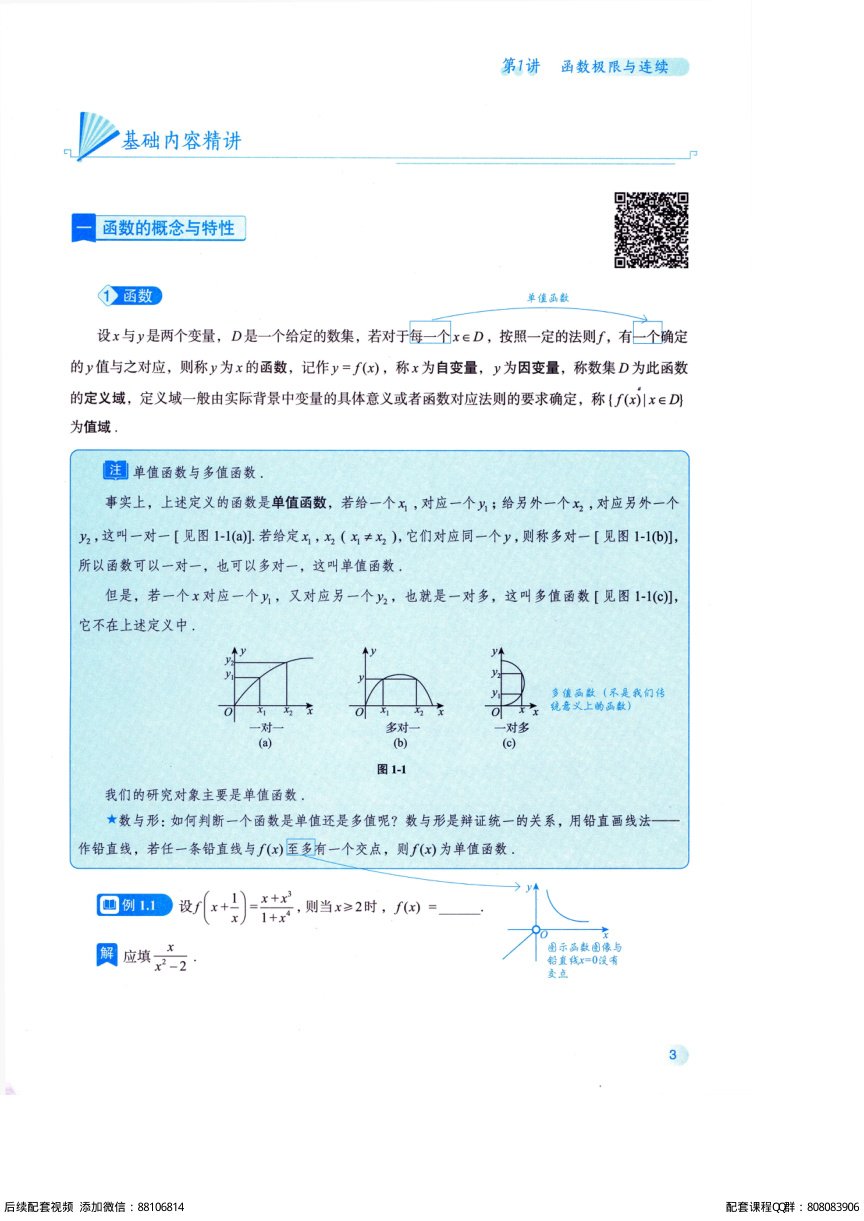 第1讲 函数极限与连续
基础内容精讲
一 函数的概念与特性
1 函数
单值函数
设x与y是两个变量，D是一个给定的数集，若对于每一个x∈D，按照一定的法则f，有一个确定
的y值与之对应，则称y为x的函数，记作y=f(x)，称x为自变量，y为因变量，称数集D为此函数
的定义域，定义域一般由实际背景中变量的具体意义或者函数对应法则的要求确定，称{f(x)|x∈D}
为值域.
注 单值函数与多值函数.
事实上，上述定义的函数是单值函数，若给一个x₁,对应一个y₁;给另外一个x₂,对应另外一个
y₂,这叫一对一[见图1-1(a)].若给定x₁,x₂(x₁≠x₂),它们对应同一个y,则称多对一[见图1-1(b)],
所以函数可以一对一，也可以多对一，这叫单值函数.
但是，若一个x对应一个y₁，又对应另一个y₂，也就是一对多，这叫多值函数[见图1-1(c)],
它不在上述定义中.
y y₂ y₁ O x₁ x₂ x
一对一
(a)
y y O x₁ x₂ x
多对一
(b)
y y₂ y₁ O x x
一对多
(c)
多值函数(不是我们传
统意义上的函数)
图1-1
我们的研究对象主要是单值函数.
★数与形:如何判断一个函数是单值还是多值呢?数与形是辩证统一的关系，用铅直画线法——
作铅直线，若任一条铅直线与f(x)至多有一个交点，则f(x)为单值函数.
例1.1 设f(x+1/x)=(x+x³)/(1+x⁴),则当x≥2时，f(x)=______.
y O x
图示函数图像与
铅直线x=0没有
交点
解 应填 x/(x²-2).
3
后续配套视频 添加微信：88106814
配套课程QQ群：808083906